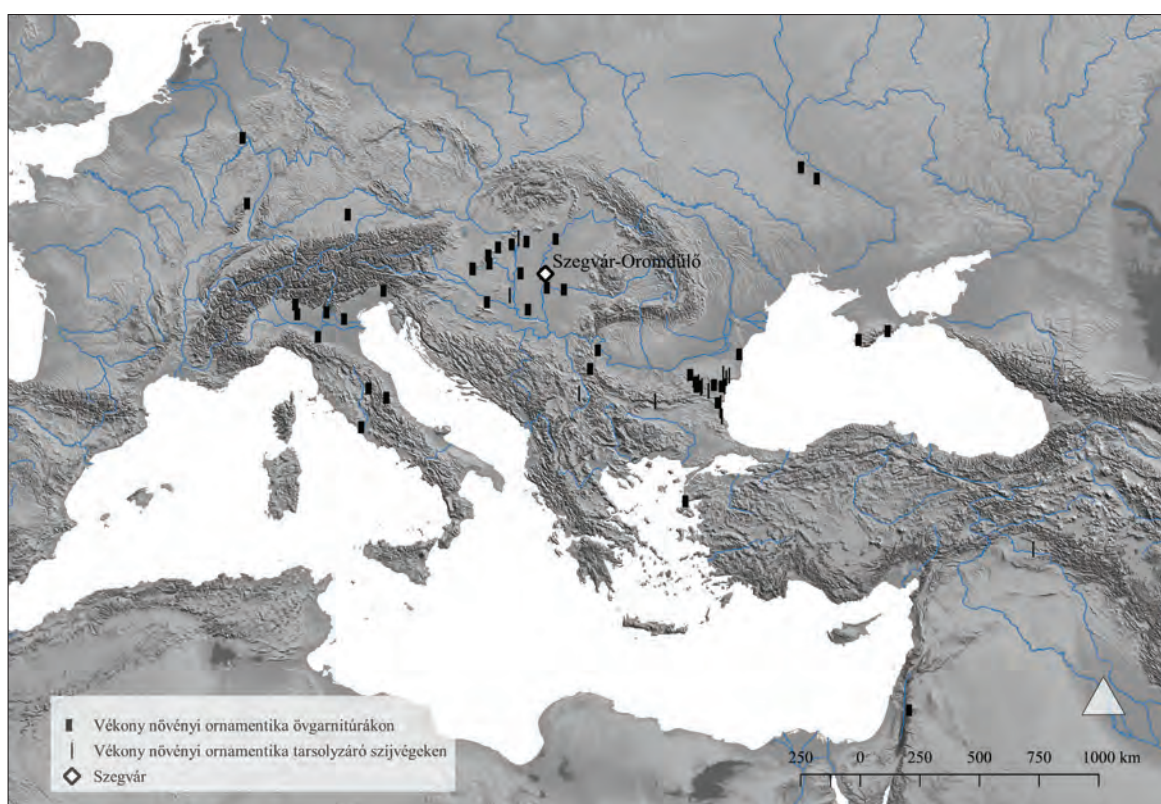 Szegvár-Oromdűlő
Vékony növényi ornamentika övgarnitúrákon
Vékony növényi ornamentika tarsolyzáró szíjvégeken
Szegvár
250 0 250 500 750 1000 km